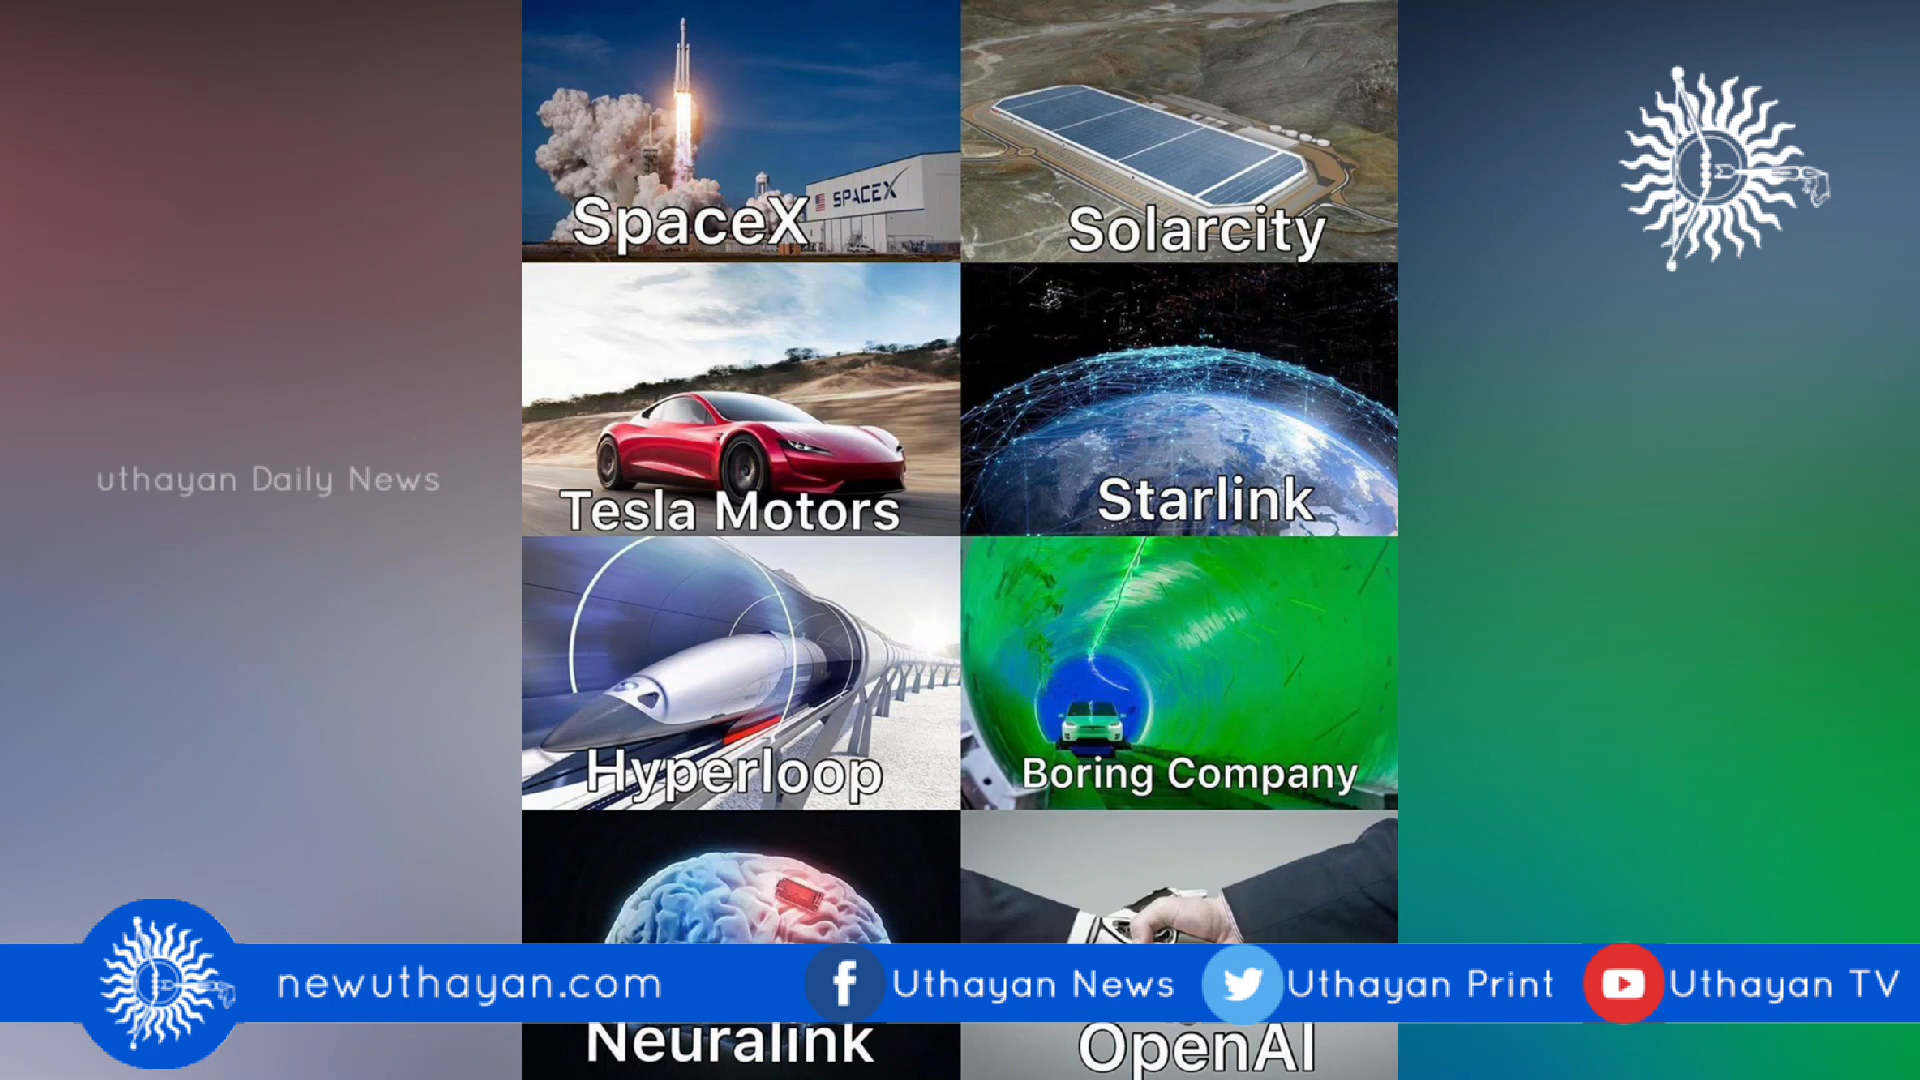 SPACEX
SpaceX
Solarcity
uthayan Daily News
Tesla Motors
Starlink
Hyperloop
Boring Company
newuthayan.com
Uthayan News
Uthayan Print
Uthayan TV
Neuralink
OpenAI